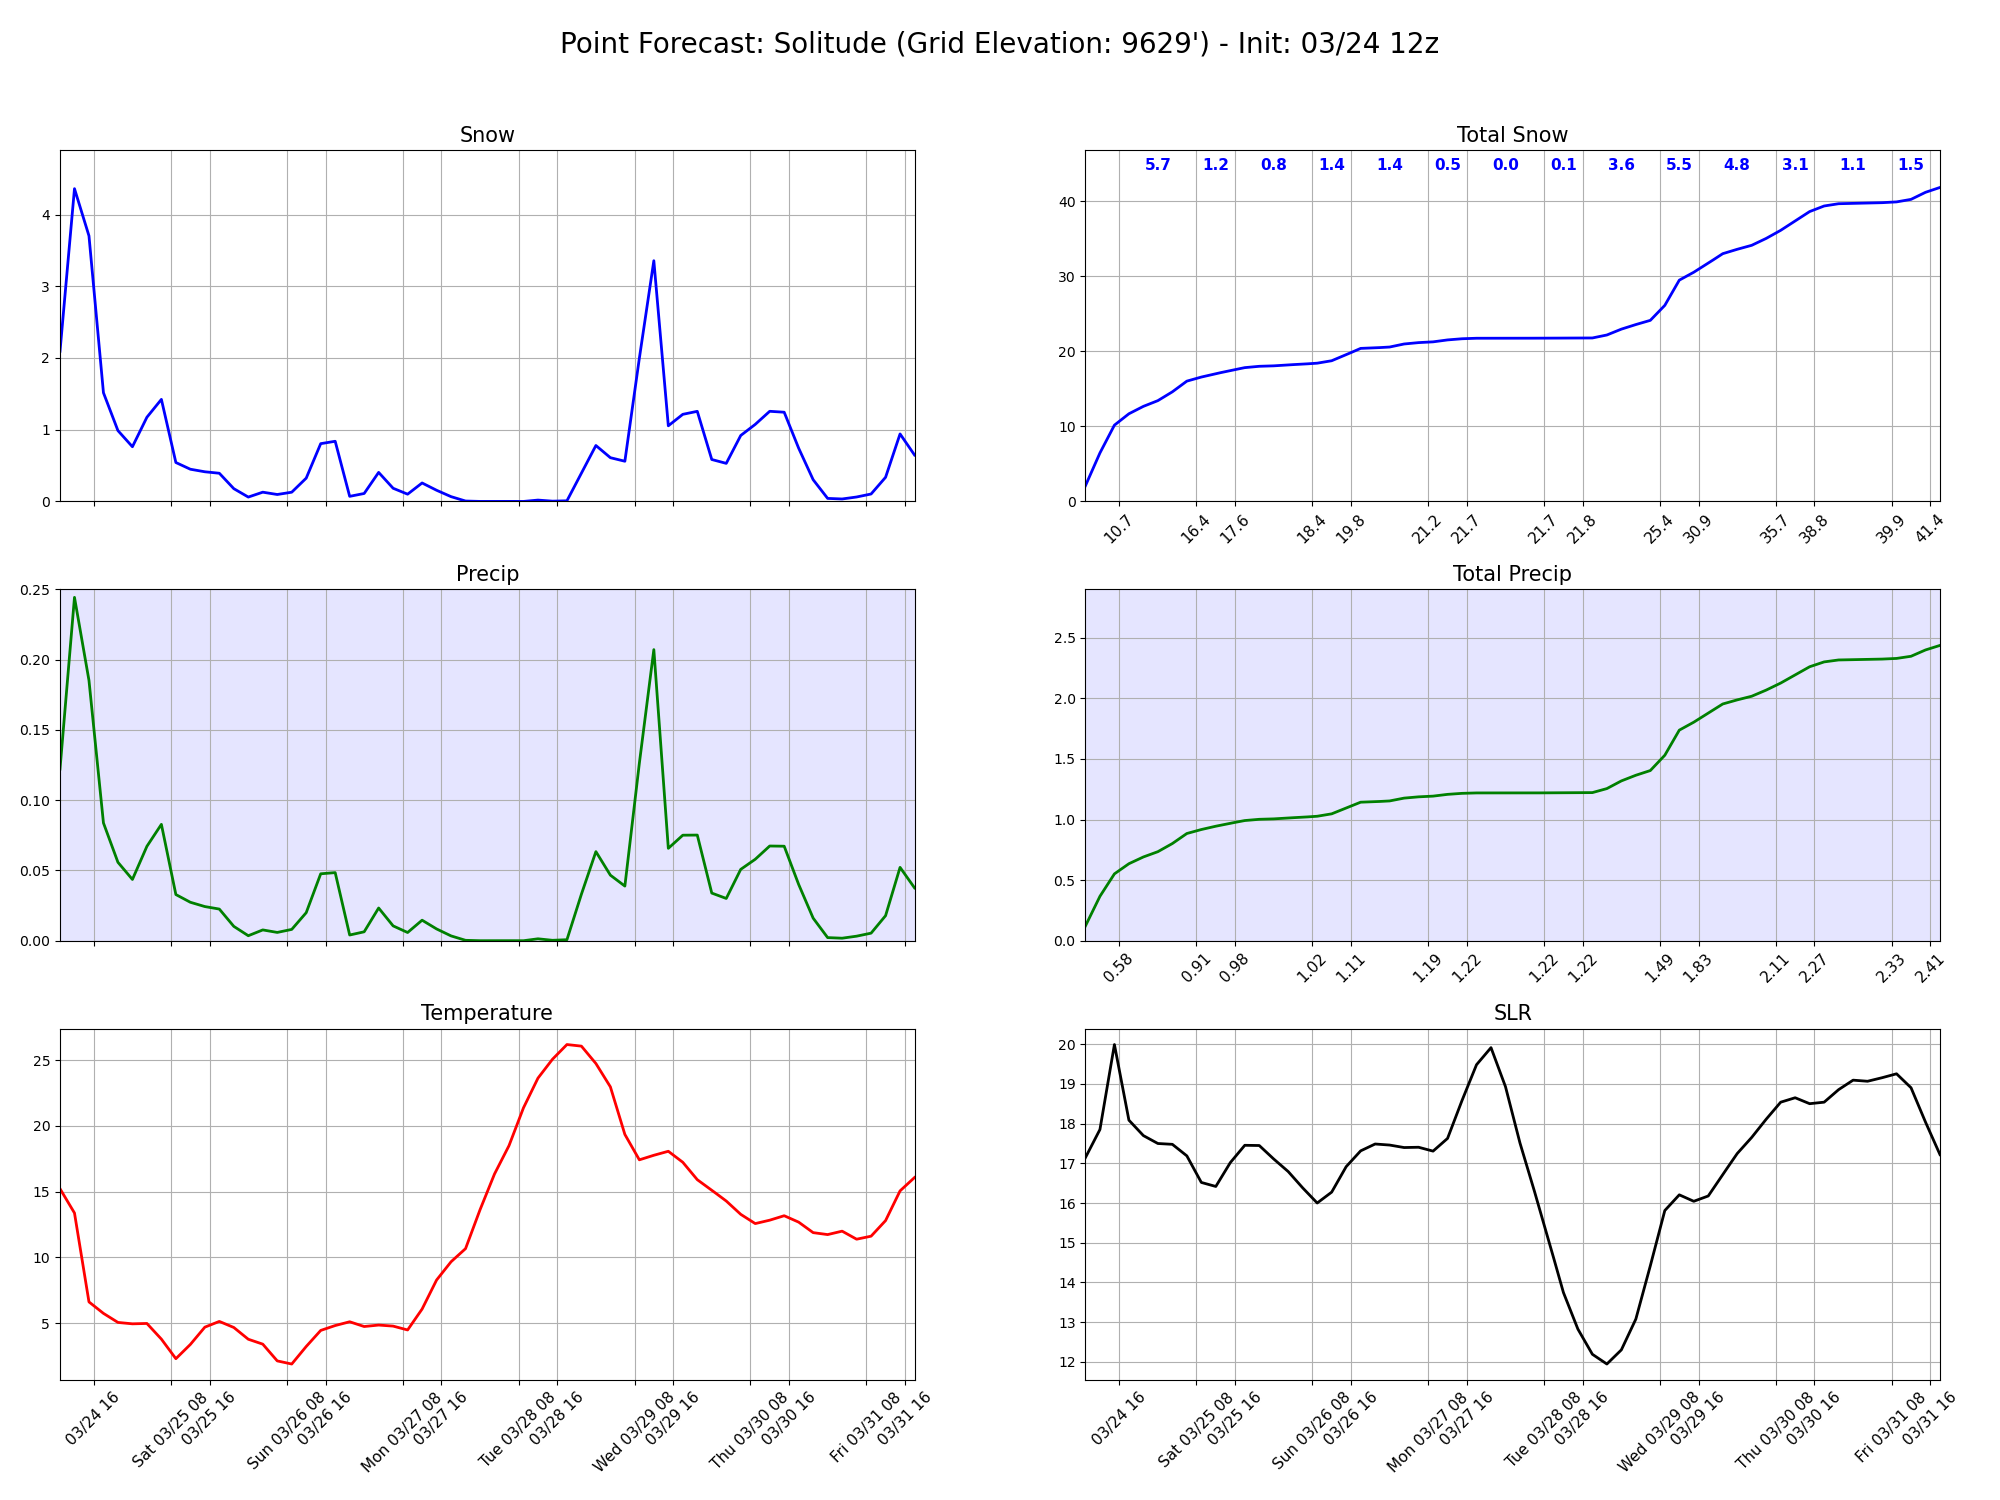 Point Forecast: Solitude (Grid Elevation: 9629') - Init: 03/24 12z
Snow
4
3
2
1
0
Total Snow
5.7 1.2 0.8 1.4 1.4 0.5 0.0 0.1 3.6 5.5 4.8 3.1 1.1 1.5
40
30
20
10
0
10.7 16.4 17.6 18.4 19.8 21.2 21.7 21.7 21.8 25.4 30.9 35.7 38.8 39.9 41.4
Precip
0.25
0.20
0.15
0.10
0.05
0.00
Total Precip
2.5
2.0
1.5
1.0
0.5
0.0
0.58 0.91 0.98 1.02 1.11 1.19 1.22 1.22 1.22 1.49 1.83 2.11 2.27 2.33 2.41
Temperature
25
20
15
10
5
03/24 16
Sat 03/25 08
03/25 16
Sun 03/26 08
03/26 16
Mon 03/27 08
03/27 16
Tue 03/28 08
03/28 16
Wed 03/29 08
03/29 16
Thu 03/30 08
03/30 16
Fri 03/31 08
03/31 16
SLR
20
19
18
17
16
15
14
13
12
03/24 16
Sat 03/25 08
03/25 16
Sun 03/26 08
03/26 16
Mon 03/27 08
03/27 16
Tue 03/28 08
03/28 16
Wed 03/29 08
03/29 16
Thu 03/30 08
03/30 16
Fri 03/31 08
03/31 16